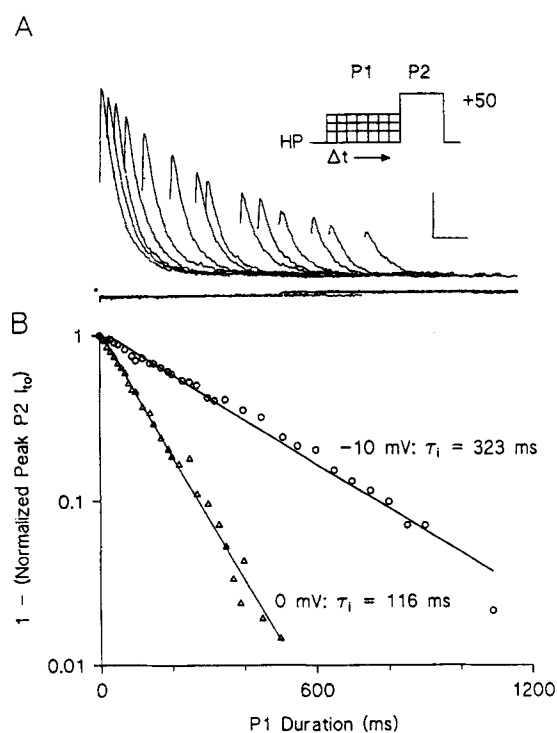 A
P1 P2
+50
HP
Δt
B
1
0.1
0.01
1 - (Normalized Peak P2 Ito)
-10 mV: τi = 323 ms
0 mV: τi = 116 ms
0 600 1200
P1 Duration (ms)